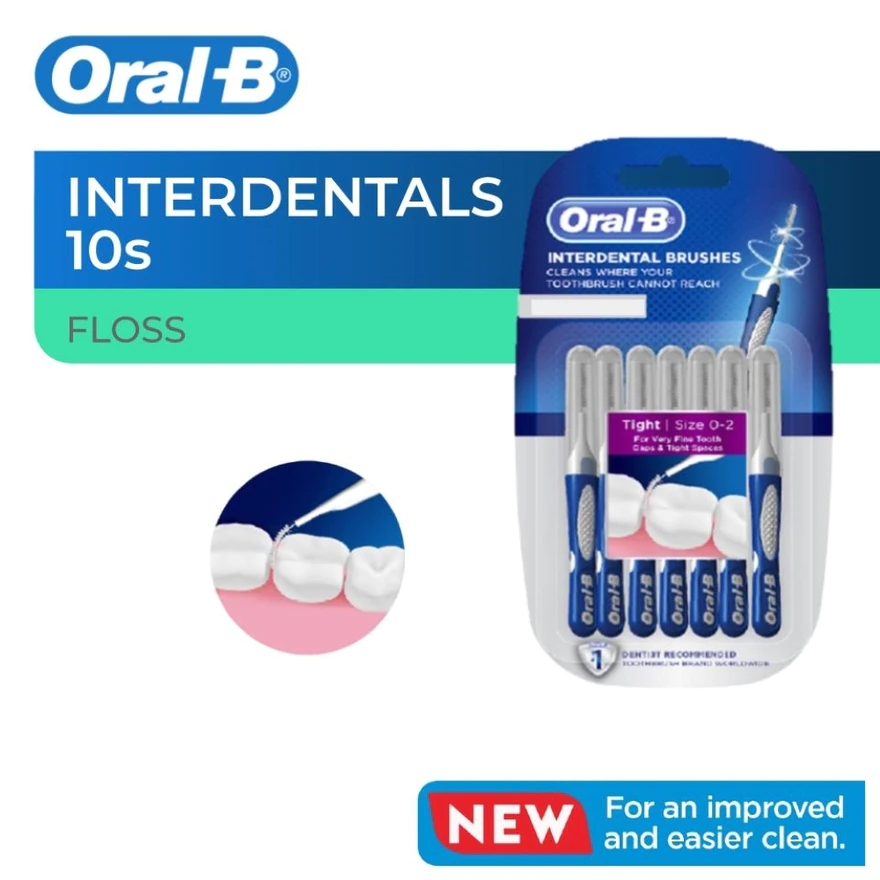 Oral-B®
INTERDENTALS
10s
FLOSS
Oral-B
INTERDENTAL BRUSHES
CLEANS WHERE YOUR
TOOTHBRUSH CANNOT REACH
Tight | Size 0-2
For Very Fine Tooth
Gaps & Tight Spaces
Oral-B
Oral-B
Oral-B
Oral-B
Oral-B
Oral-B
Oral-B
#1
DENTIST RECOMMENDED
TOOTHBRUSH BRAND WORLDWIDE
NEW
For an improved
and easier clean.